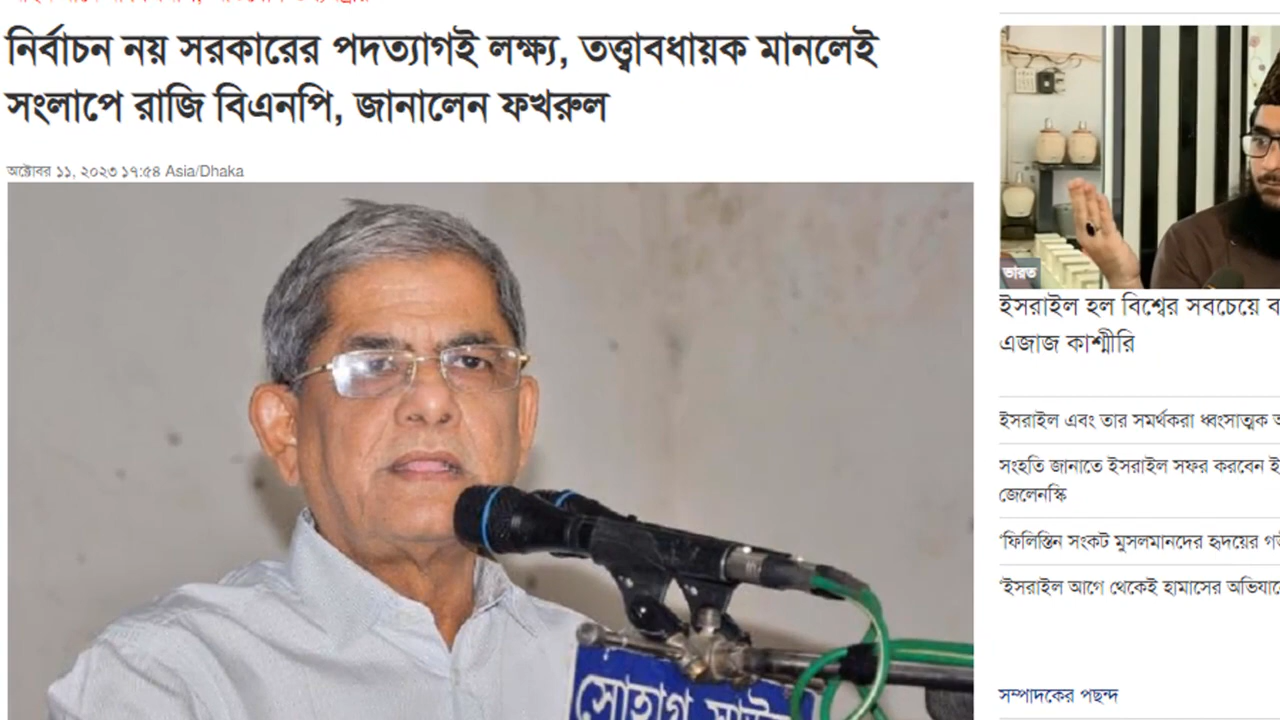 নির্বাচন নয় সরকারের পদত্যাগই লক্ষ্য, তত্ত্বাবধায়ক মানলেই
সংলাপে রাজি বিএনপি, জানালেন ফখরুল
অক্টোবর ১১, ২০২৩ ১৭:৫৪ Asia/Dhaka
সোহাগ
ভারত
ইসরাইল হল বিশ্বের সবচেয়ে
এজাজ কাশ্মীরি
ইসরাইল এবং তার সমর্থকরা ধ্বংসাত্মক
সংহতি জানাতে ইসরাইল সফর করবেন
জেলেনস্কি
‘ফিলিস্তিন সংকট মুসলমানদের হৃদয়ের
‘ইসরাইল আগে থেকেই হামাসের
সম্পাদকের পছন্দ